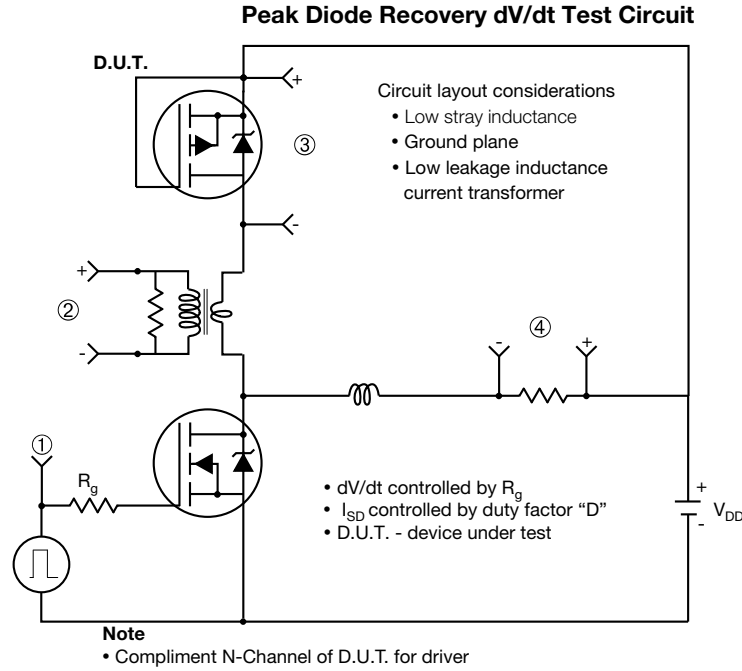 Peak Diode Recovery dV/dt Test Circuit
D.U.T.
+
Circuit layout considerations
• Low stray inductance
• Ground plane
• Low leakage inductance
current transformer
③
-
+
②
-
④
-
+
①
Rg
• dV/dt controlled by Rg
• ISD controlled by duty factor “D”
• D.U.T. - device under test
+
VDD
-
Note
• Compliment N-Channel of D.U.T. for driver